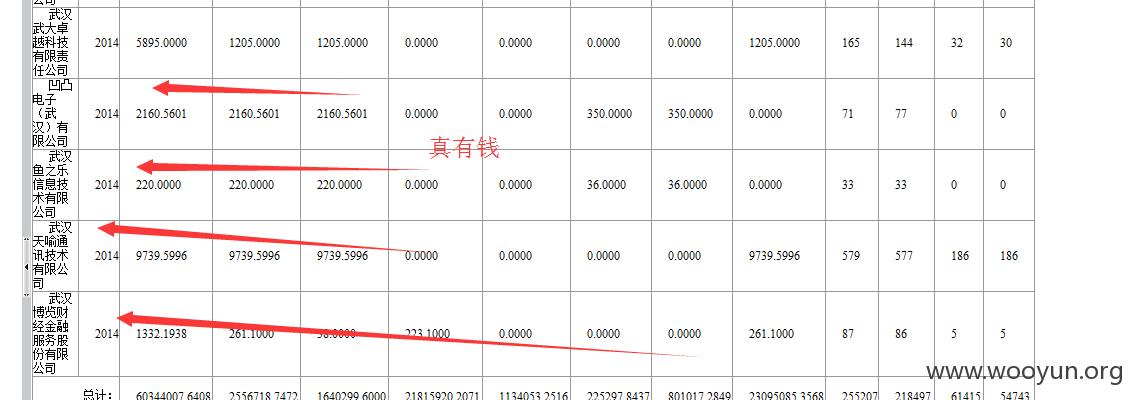 公司
武汉
武大卓
越科技
有限责
任公司
2014 5895.0000 1205.0000 1205.0000 0.0000 0.0000 0.0000 0.0000 1205.0000 165 144 32 30
凹凸
电子
（武
汉）有
限公司
2014 2160.5601 2160.5601 2160.5601 0.0000 0.0000 350.0000 350.0000 0.0000 71 77 0 0
真有钱
武汉
鱼之乐
信息技
术有限
公司
2014 220.0000 220.0000 220.0000 0.0000 0.0000 36.0000 36.0000 0.0000 33 33 0 0
武汉
天喻通
讯技术
有限公
司
2014 9739.5996 9739.5996 9739.5996 0.0000 0.0000 0.0000 0.0000 9739.5996 579 577 186 186
武汉
博览财
经金融
服务股
份有限
公司
2014 1332.1938 261.1000 38.0000 223.1000 0.0000 0.0000 0.0000 261.1000 87 86 5 5
总计: 60344007.6408 2556718.7472 1640299.6000 21815920.2071 1134053.2516 225297.8437 801017.2849 23095085.3568 255207 218497 61415 54743
www.wooyun.org